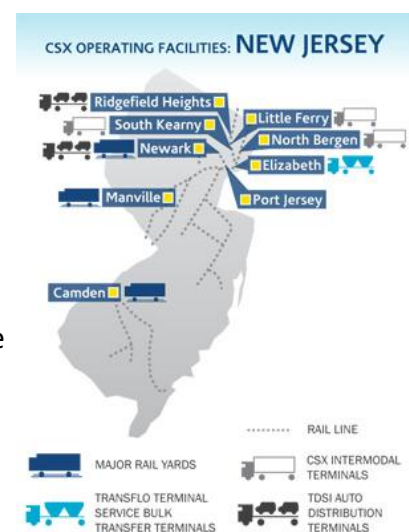 CSX OPERATING FACILITIES: NEW JERSEY
Ridgefield Heights
Little Ferry
South Kearny
North Bergen
Newark
Elizabeth
Manville
Port Jersey
Camden
e
RAIL LINE
MAJOR RAIL YARDS
CSX INTERMODAL
TERMINALS
TRANSFLO TERMINAL
SERVICE BULK
TRANSFER TERMINALS
TDSI AUTO
DISTRIBUTION
TERMINALS